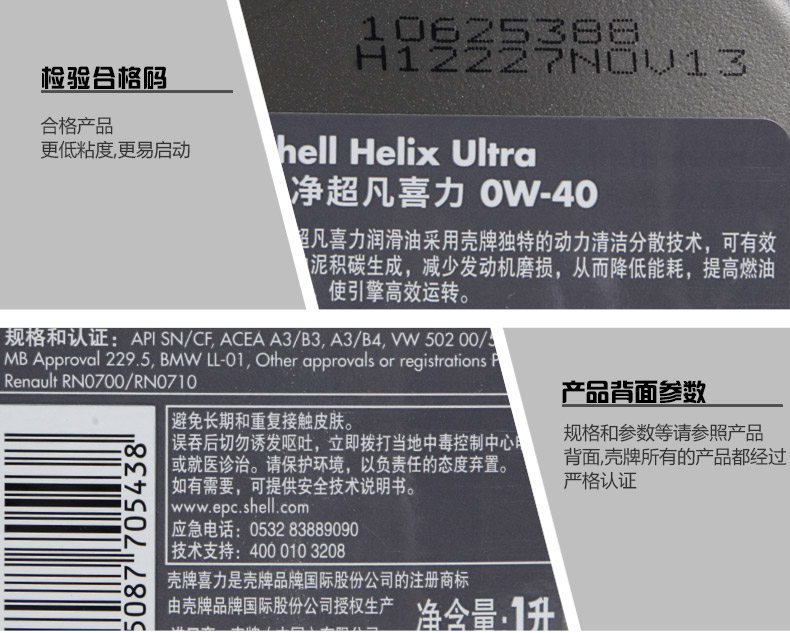 检验合格码
合格产品
更低粘度,更易启动
10625388
H12227NOV13
hell Helix Ultra
净超凡喜力 0W-40
超凡喜力润滑油采用壳牌独特的动力清洁分散技术，可有效
泥积碳生成，减少发动机磨损，从而降低能耗，提高燃油
使引擎高效运转。
规格和认证：API SN/CF, ACEA A3/B3, A3/B4, VW 502 00/5
MB Approval 229.5, BMW LL-01, Other approvals or registrations P
Renault RN0700/RN0710
5087 705438
避免长期和重复接触皮肤。
误吞后切勿诱发呕吐，立即拨打当地中毒控制中心电
或就医诊治。请保护环境，以负责任的态度弃置。
如有需要，可提供安全技术说明书。
www.epc.shell.com
应急电话：0532 83889090
技术支持：400 010 3208
壳牌喜力是壳牌品牌国际股份公司的注册商标
由壳牌品牌国际股份公司授权生产
净含量·1升
产品背面参数
规格和参数等请参照产品
背面,壳牌所有的产品都经过
严格认证